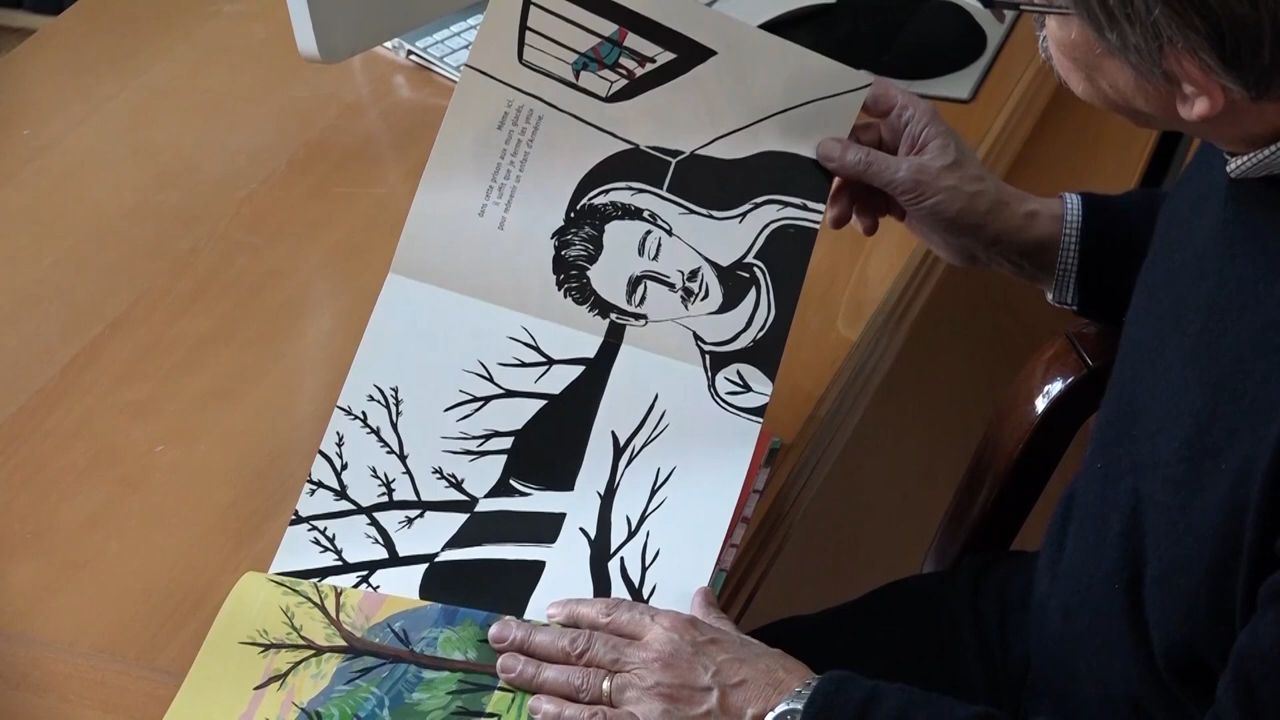 Même ici,
dans cette prison aux murs glacés,
il suffit que je ferme les yeux
pour redevenir un enfant d'Arménie.